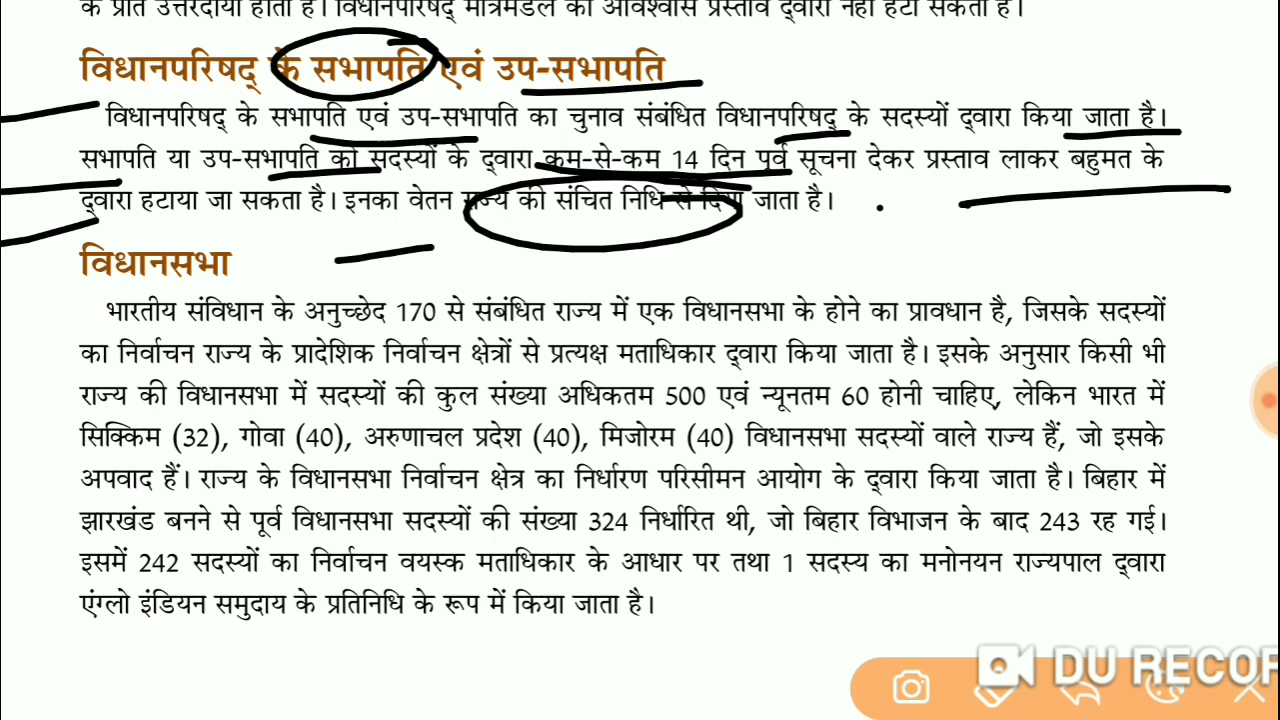 के प्रति उत्तरदायी होता है। विधानपरिषद् मंत्रिमंडल को अविश्वास प्रस्ताव द्वारा नहीं हटा सकता है।
विधानपरिषद् के सभापति एवं उप-सभापति
विधानपरिषद् के सभापति एवं उप-सभापति का चुनाव संबंधित विधानपरिषद् के सदस्यों द्वारा किया जाता है।
सभापति या उप-सभापति को सदस्यों के द्वारा कम-से-कम 14 दिन पूर्व सूचना देकर प्रस्ताव लाकर बहुमत के
द्वारा हटाया जा सकता है। इनका वेतन राज्य की संचित निधि से दिया जाता है।
विधानसभा
भारतीय संविधान के अनुच्छेद 170 से संबंधित राज्य में एक विधानसभा के होने का प्रावधान है, जिसके सदस्यों
का निर्वाचन राज्य के प्रादेशिक निर्वाचन क्षेत्रों से प्रत्यक्ष मताधिकार द्वारा किया जाता है। इसके अनुसार किसी भी
राज्य की विधानसभा में सदस्यों की कुल संख्या अधिकतम 500 एवं न्यूनतम 60 होनी चाहिए, लेकिन भारत में
सिक्किम (32), गोवा (40), अरुणाचल प्रदेश (40), मिजोरम (40) विधानसभा सदस्यों वाले राज्य हैं, जो इसके
अपवाद हैं। राज्य के विधानसभा निर्वाचन क्षेत्र का निर्धारण परिसीमन आयोग के द्वारा किया जाता है। बिहार में
झारखंड बनने से पूर्व विधानसभा सदस्यों की संख्या 324 निर्धारित थी, जो बिहार विभाजन के बाद 243 रह गई।
इसमें 242 सदस्यों का निर्वाचन वयस्क मताधिकार के आधार पर तथा 1 सदस्य का मनोनयन राज्यपाल द्वारा
एंग्लो इंडियन समुदाय के प्रतिनिधि के रूप में किया जाता है।
DU RECOR